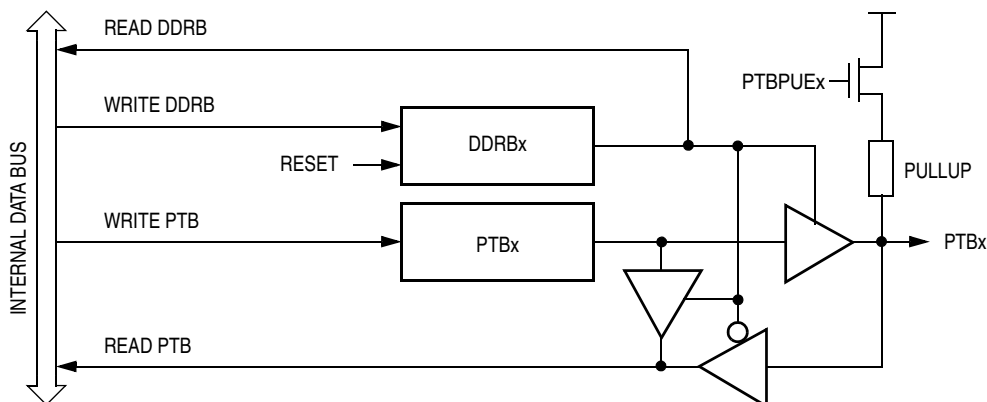 READ DDRB
PTBPUEx
WRITE DDRB
DDRBx
RESET
PULLUP
WRITE PTB
PTBx
PTBx
READ PTB
INTERNAL DATA BUS